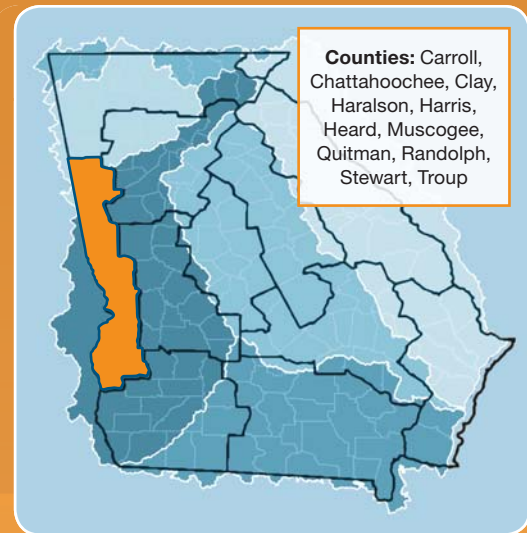 Counties: Carroll,
Chattahoochee, Clay,
Haralson, Harris,
Heard, Muscogee,
Quitman, Randolph,
Stewart, Troup